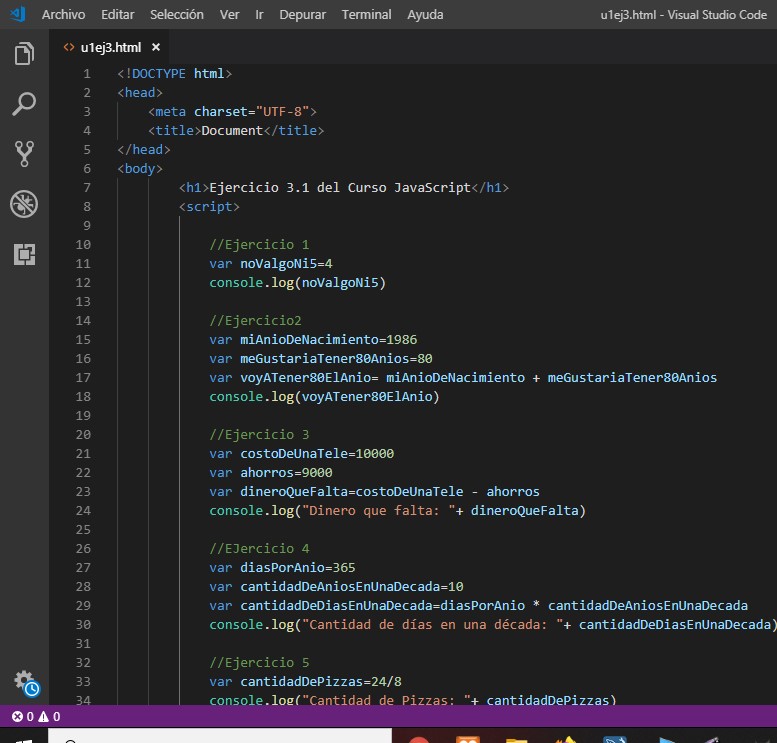 Archivo Editar Selección Ver Ir Depurar Terminal Ayuda u1ej3.html - Visual Studio Code
<> u1ej3.html ×
1 <!DOCTYPE html>
2 <head>
3 <meta charset="UTF-8">
4 <title>Document</title>
5 </head>
6 <body>
7 <h1>Ejercicio 3.1 del Curso JavaScript</h1>
8 <script>
9
10 //Ejercicio 1
11 var noValgoNi5=4
12 console.log(noValgoNi5)
13
14 //Ejercicio2
15 var miAnioDeNacimiento=1986
16 var meGustariaTener80Anios=80
17 var voyATener80ElAnio= miAnioDeNacimiento + meGustariaTener80Anios
18 console.log(voyATener80ElAnio)
19
20 //Ejercicio 3
21 var costoDeUnaTele=10000
22 var ahorros=9000
23 var dineroQueFalta=costoDeUnaTele - ahorros
24 console.log("Dinero que falta: "+ dineroQueFalta)
25
26 //EJercicio 4
27 var diasPorAnio=365
28 var cantidadDeAniosEnUnaDecada=10
29 var cantidadDeDiasEnUnaDecada=diasPorAnio * cantidadDeAniosEnUnaDecada
30 console.log("Cantidad de días en una década: "+ cantidadDeDiasEnUnaDecada)
31
32 //Ejercicio 5
33 var cantidadDePizzas=24/8
34 console.log("Cantidad de Pizzas: "+ cantidadDePizzas)
0 0